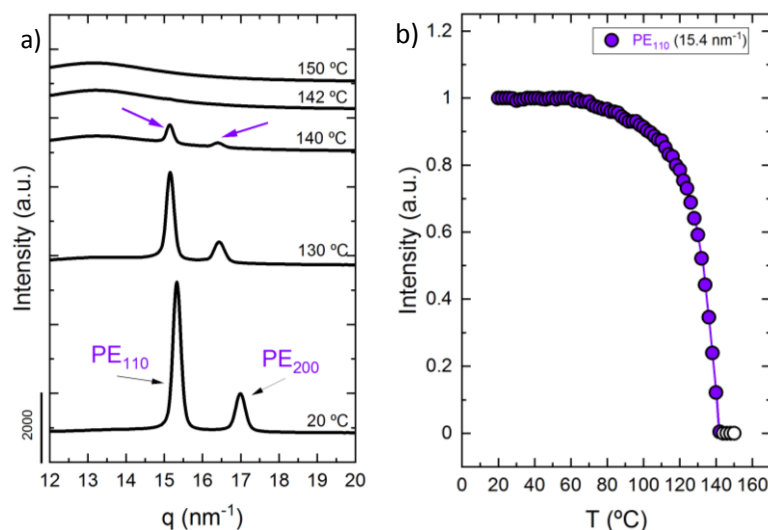 a)
150 ºC
142 ºC
140 ºC
130 ºC
PE110
PE200
20 ºC
2000
Intensity (a.u.)
12 13 14 15 16 17 18 19 20
q (nm-1)
b)
PE110 (15.4 nm-1)
1.2
1
0.8
0.6
0.4
0.2
0
Intensity (a.u.)
0 20 40 60 80 100 120 140 160
T (ºC)